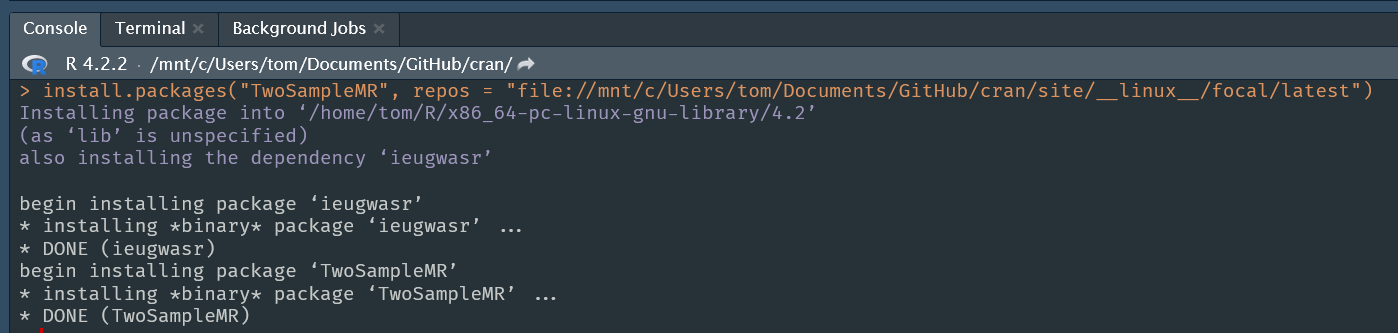 Console Terminal × Background Jobs ×
R 4.2.2 · /mnt/c/Users/tom/Documents/GitHub/cran/
> install.packages("TwoSampleMR", repos = "file://mnt/c/Users/tom/Documents/GitHub/cran/site/__linux__/focal/latest")
Installing package into ‘/home/tom/R/x86_64-pc-linux-gnu-library/4.2’
(as ‘lib’ is unspecified)
also installing the dependency ‘ieugwasr’
begin installing package ‘ieugwasr’
* installing *binary* package ‘ieugwasr’ ...
* DONE (ieugwasr)
begin installing package ‘TwoSampleMR’
* installing *binary* package ‘TwoSampleMR’ ...
* DONE (TwoSampleMR)